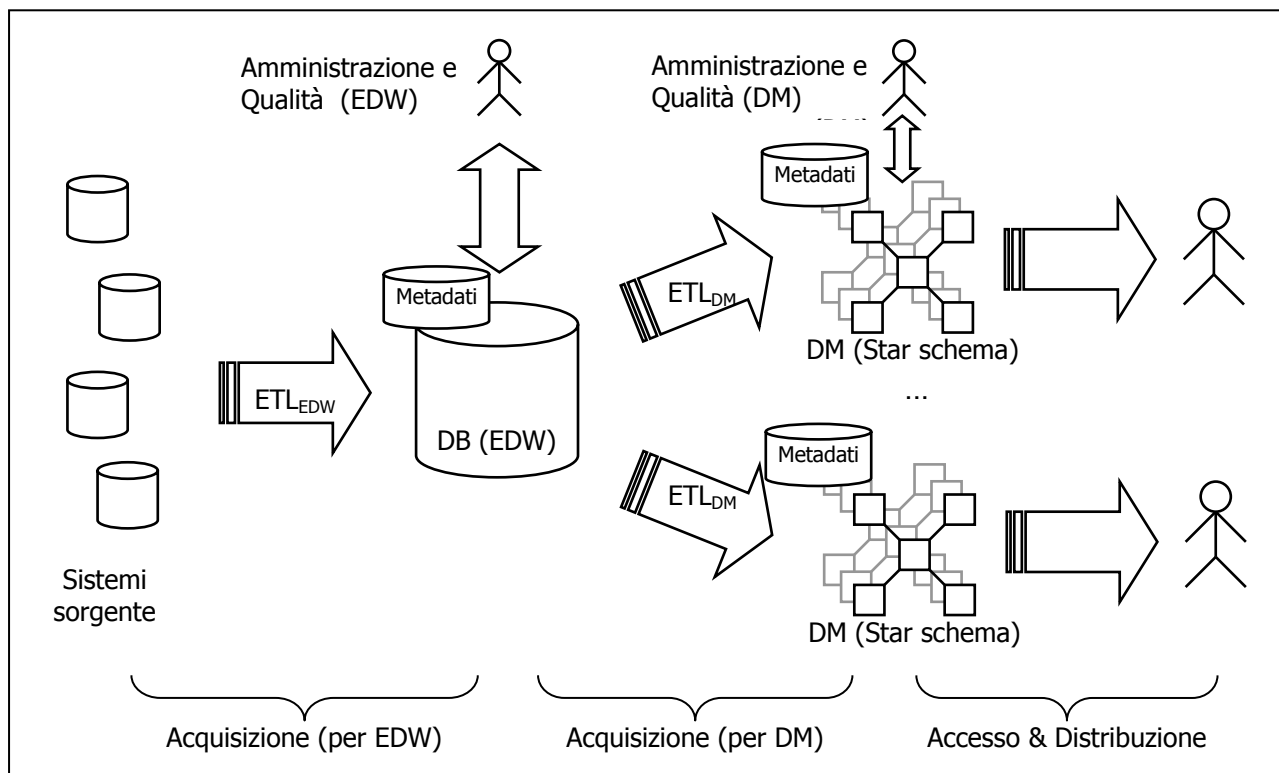 Amministrazione e
Qualità (EDW)
Amministrazione e
Qualità (DM)
Metadati
Metadati
ETLDM
DM (Star schema)
...
ETLEDW
DB (EDW)
Metadati
ETLDM
DM (Star schema)
Sistemi
sorgente
Acquisizione (per EDW)
Acquisizione (per DM)
Accesso & Distribuzione